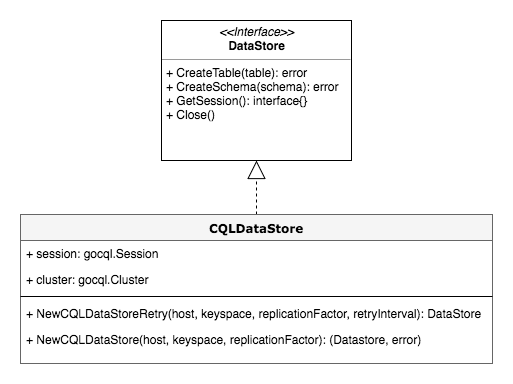 <<Interface>>
DataStore
+ CreateTable(table): error
+ CreateSchema(schema): error
+ GetSession(): interface{}
+ Close()
CQLDataStore
+ session: gocql.Session
+ cluster: gocql.Cluster
+ NewCQLDataStoreRetry(host, keyspace, replicationFactor, retryInterval): DataStore
+ NewCQLDataStore(host, keyspace, replicationFactor): (Datastore, error)